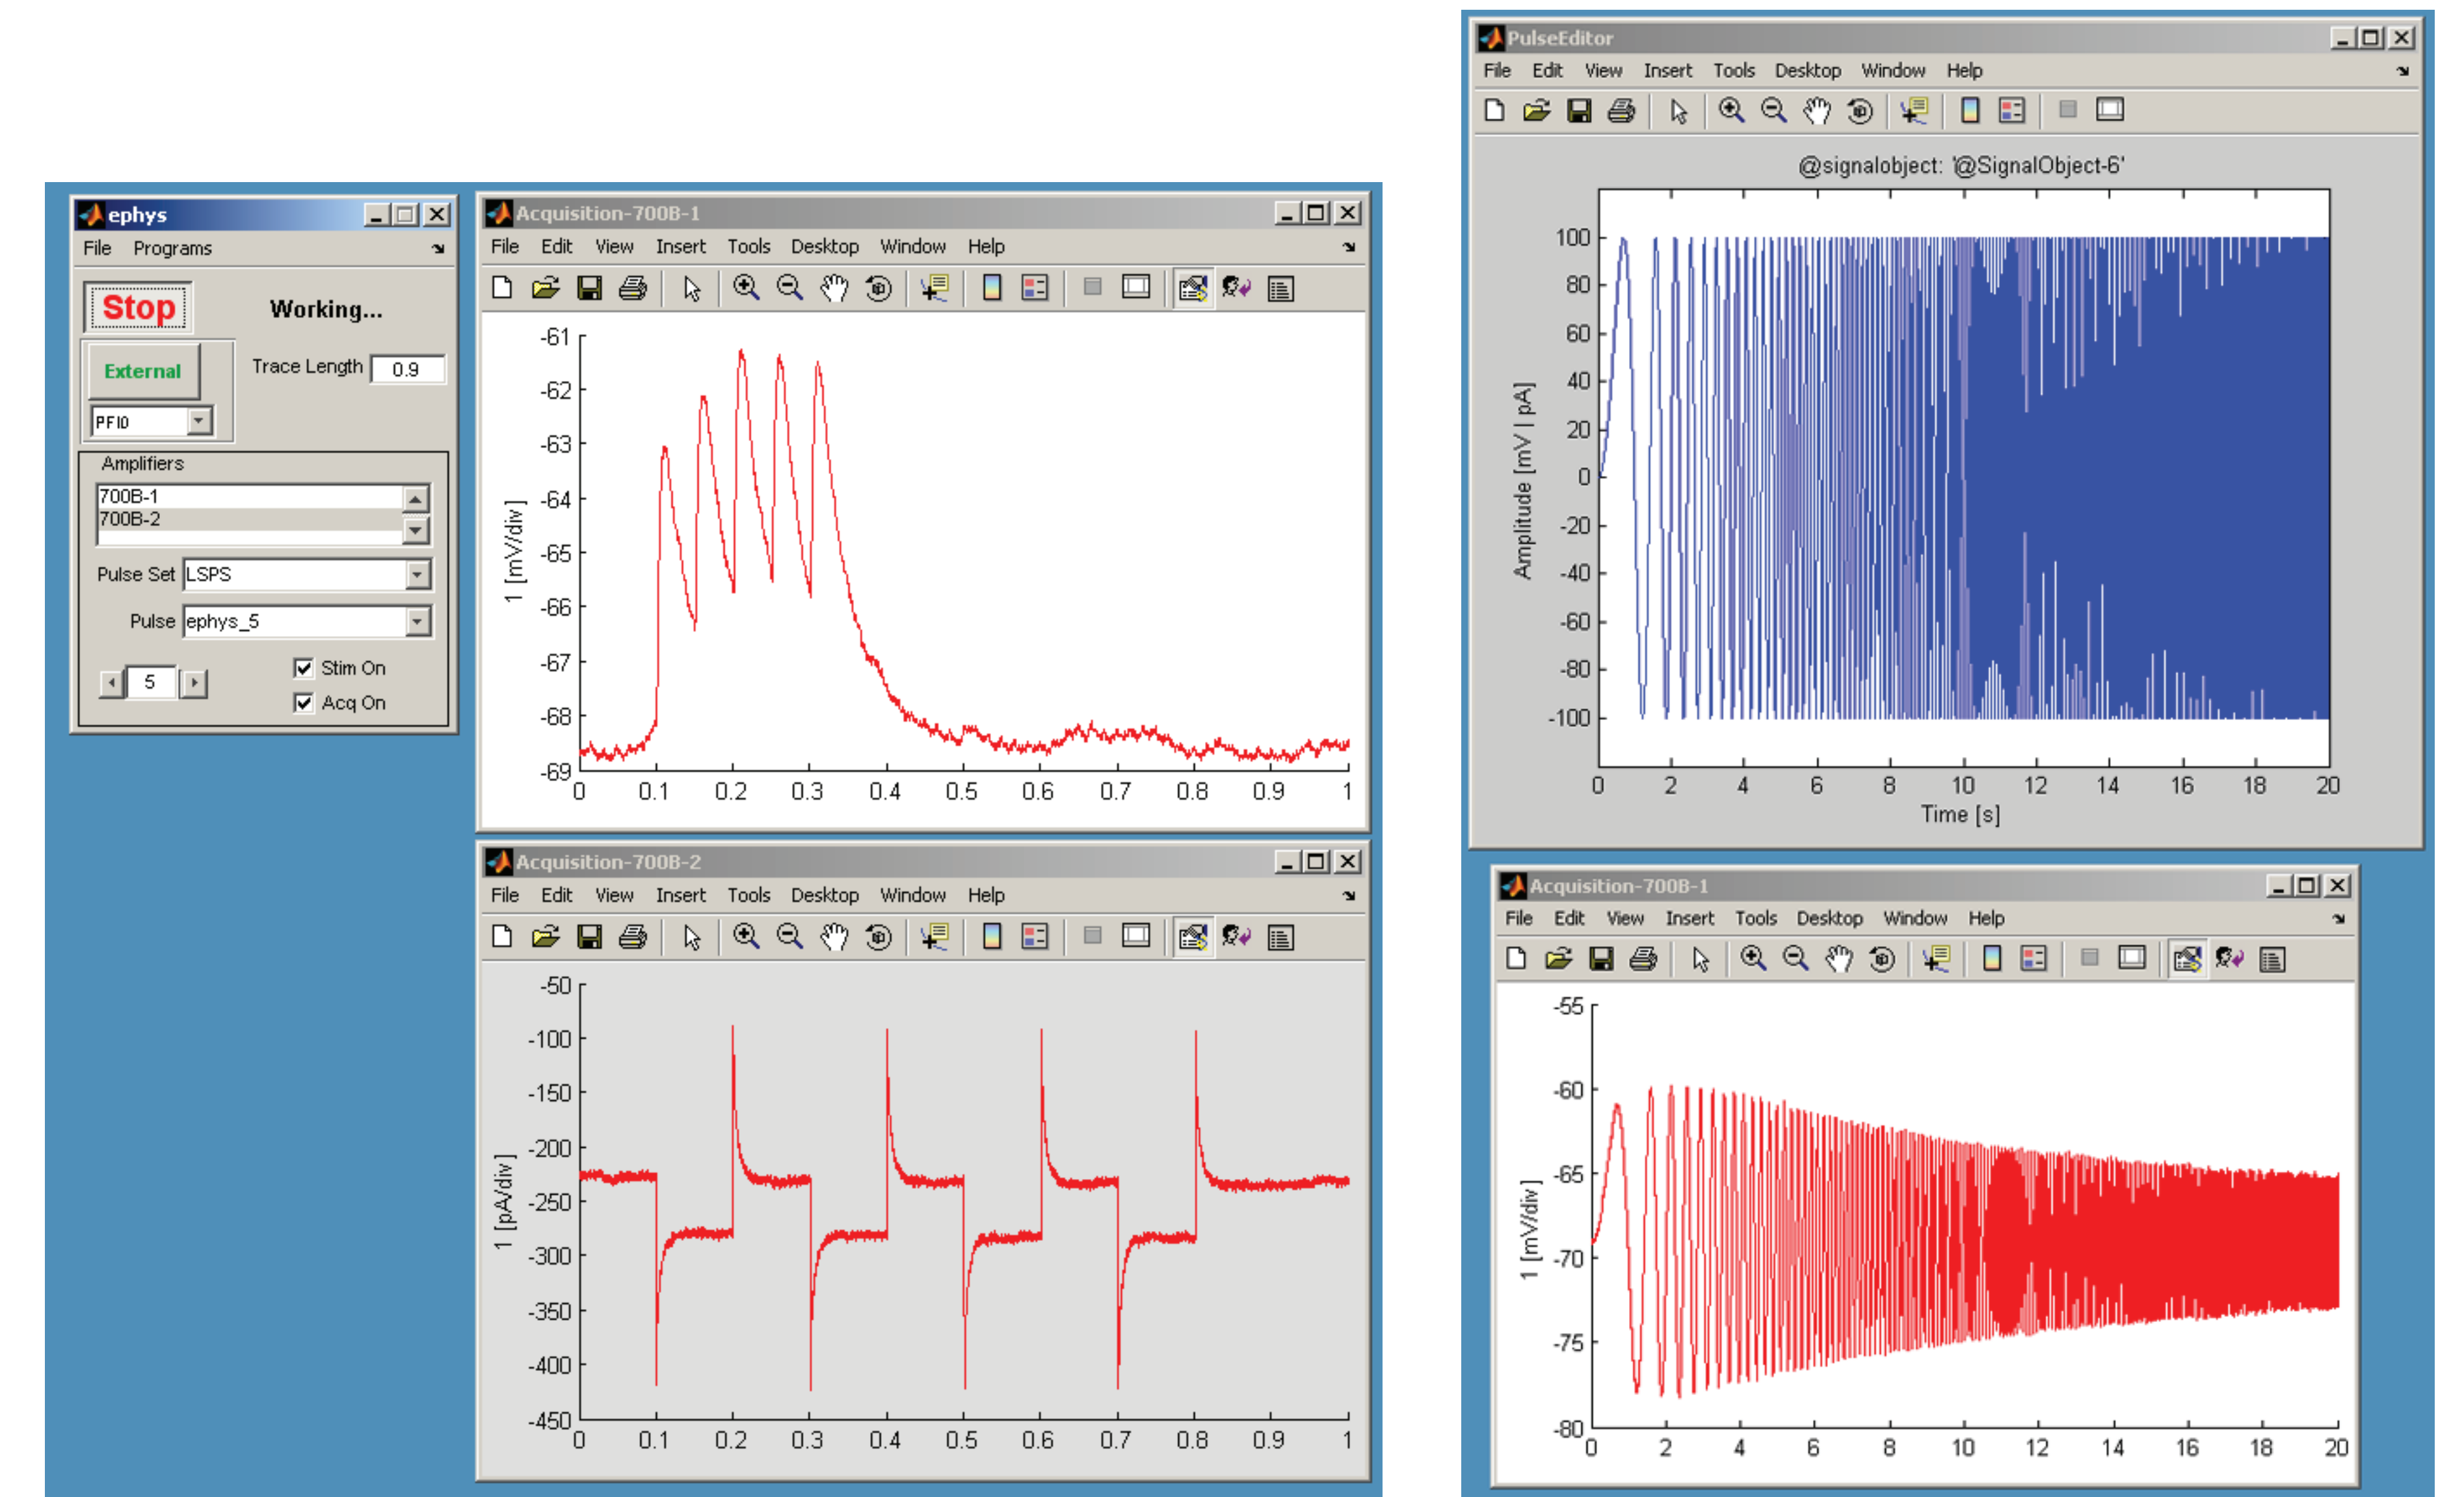 ephys
File Programs
Stop
Working...
External
Trace Length 0.9
PFI0
Amplifiers
700B-1
700B-2
Pulse Set LSPS
Pulse ephys_5
5
Stim On
Acq On
Acquisition-700B-1
File Edit View Insert Tools Desktop Window Help
-61
-62
-63
-64
-65
-66
-67
-68
-69
1 [mV/div]
0 0.1 0.2 0.3 0.4 0.5 0.6 0.7 0.8 0.9 1
Acquisition-700B-2
File Edit View Insert Tools Desktop Window Help
-50
-100
-150
-200
-250
-300
-350
-400
-450
1 [pA/div]
0 0.1 0.2 0.3 0.4 0.5 0.6 0.7 0.8 0.9 1
PulseEditor
File Edit View Insert Tools Desktop Window Help
@signalobject: '@SignalObject-6'
100
80
60
40
20
0
-20
-40
-60
-80
-100
Amplitude [mV | pA]
0 2 4 6 8 10 12 14 16 18 20
Time [s]
Acquisition-700B-1
File Edit View Insert Tools Desktop Window Help
-55
-60
-65
-70
-75
-80
1 [mV/div]
0 2 4 6 8 10 12 14 16 18 20